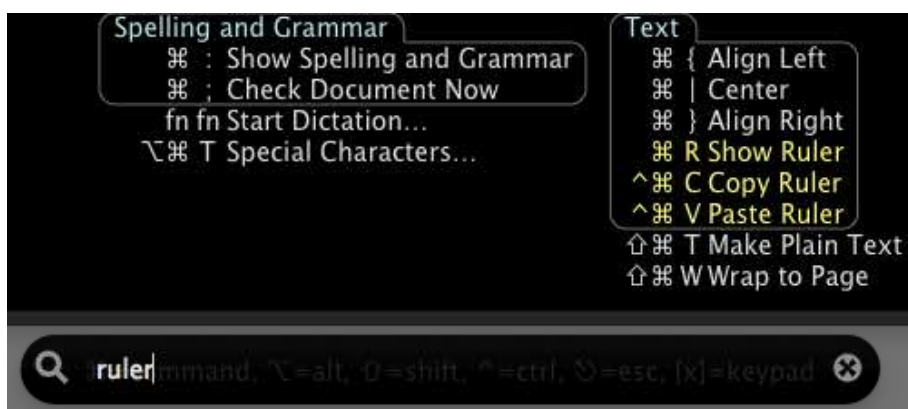 Spelling and Grammar
⌘ : Show Spelling and Grammar
⌘ ; Check Document Now
fn fn Start Dictation...
⌥⌘ T Special Characters...
Text
⌘ { Align Left
⌘ | Center
⌘ } Align Right
⌘ R Show Ruler
^⌘ C Copy Ruler
^⌘ V Paste Ruler
⇧⌘ T Make Plain Text
⇧⌘ W Wrap to Page
ruler mmand, ⌥=alt, ⇧=shift, ^=ctrl, ⎋=esc, [x]=keypad